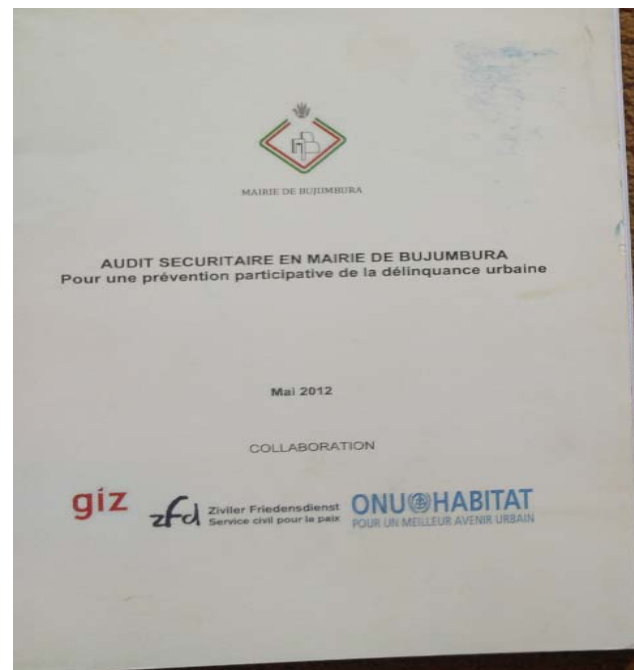 MAIRIE DE BUJUMBURA
AUDIT SECURITAIRE EN MAIRIE DE BUJUMBURA
Pour une prévention participative de la délinquance urbaine
Mai 2012
COLLABORATION
giz
zfd
Ziviler Friedensdienst
Service civil pour la paix
ONU HABITAT
POUR UN MEILLEUR AVENIR URBAIN